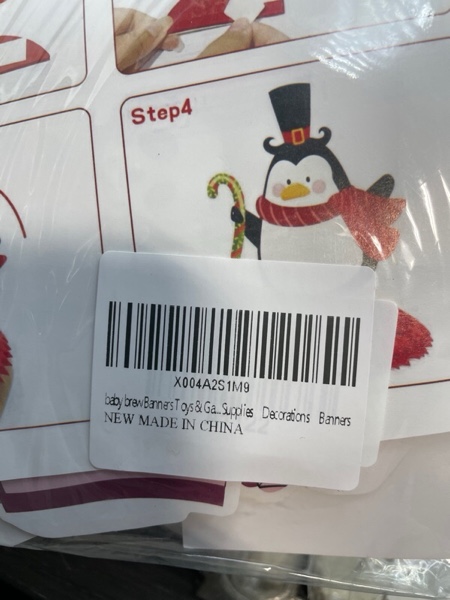 Step4
X004A2S1M9
baby brew Banners Toys & Ga...Supplies Decorations Banners
NEW MADE IN CHINA